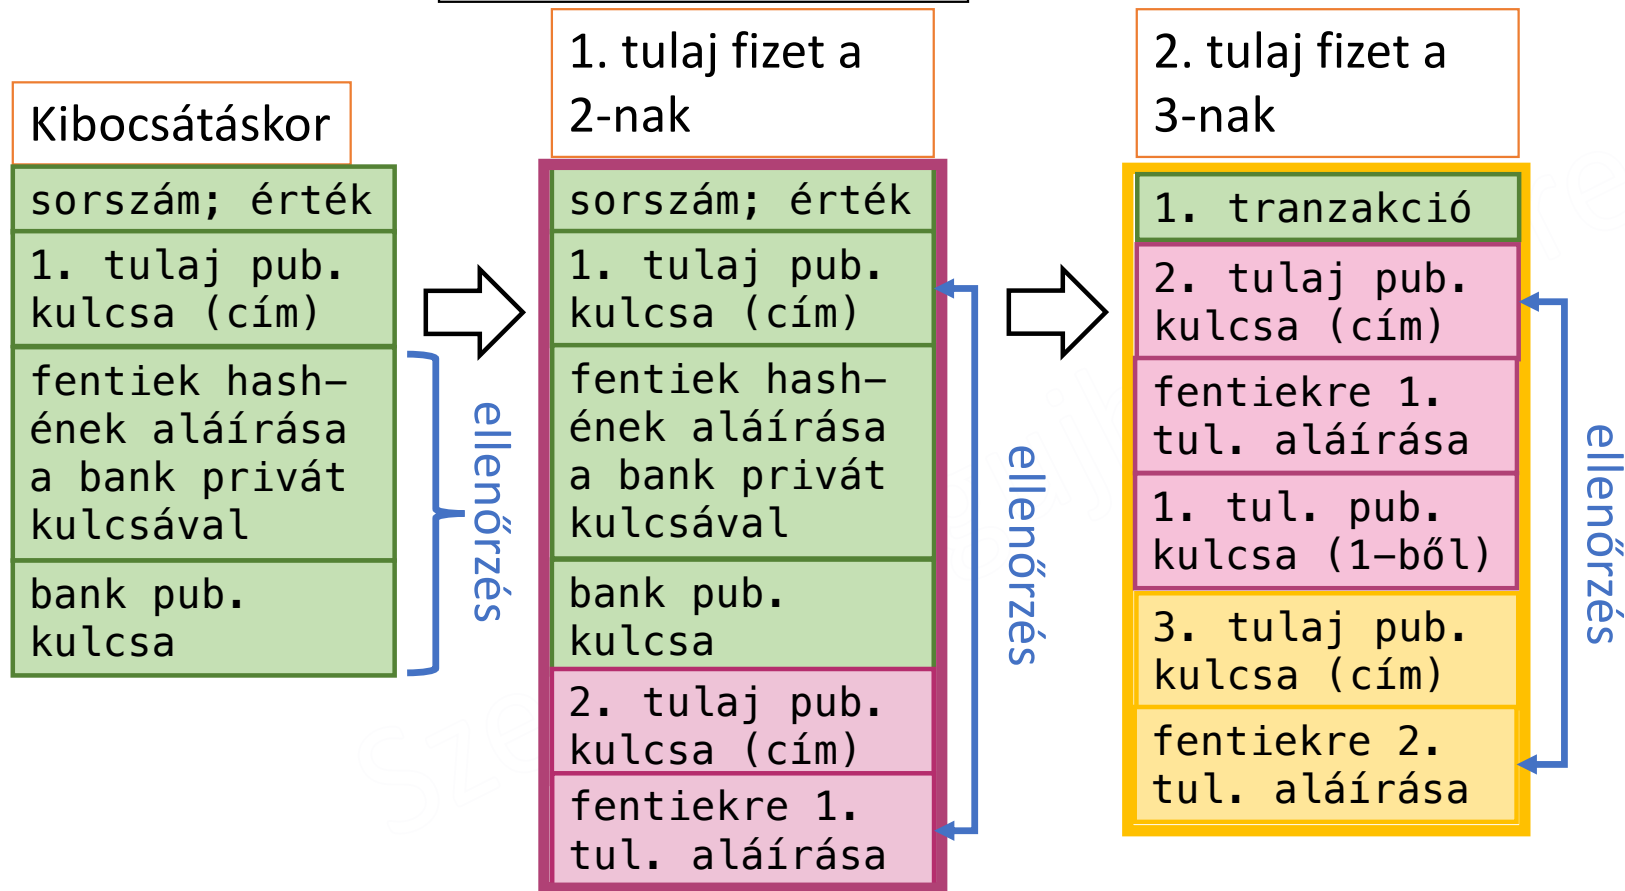 Kibocsátáskor
sorszám; érték
1. tulaj pub.
kulcsa (cím)
fentiek hash-
ének aláírása
a bank privát
kulcsával
bank pub.
kulcsa
ellenőrzés
1. tulaj fizet a
2-nak
sorszám; érték
1. tulaj pub.
kulcsa (cím)
fentiek hash-
ének aláírása
a bank privát
kulcsával
bank pub.
kulcsa
2. tulaj pub.
kulcsa (cím)
fentiekre 1.
tul. aláírása
ellenőrzés
2. tulaj fizet a
3-nak
1. tranzakció
2. tulaj pub.
kulcsa (cím)
fentiekre 1.
tul. aláírása
1. tul. pub.
kulcsa (1-ből)
3. tulaj pub.
kulcsa (cím)
fentiekre 2.
tul. aláírása
ellenőrzés